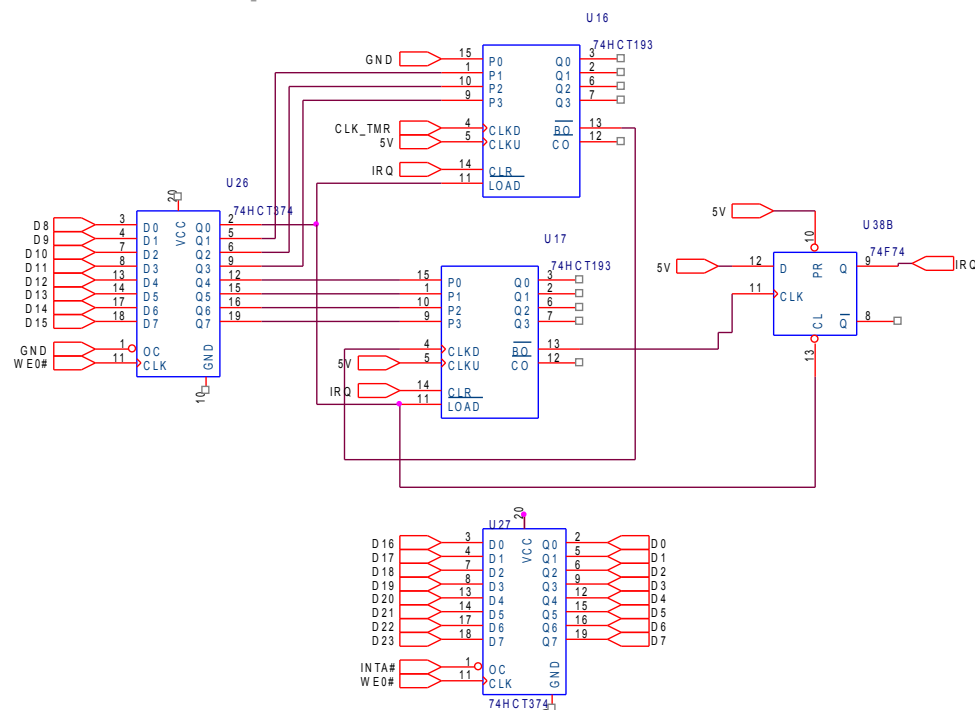 U16
74HCT193
GND 15 P0 Q0 3
1 P1 Q1 2
10 P2 Q2 6
9 P3 Q3 7
CLK_TMR 4 CLKD BO 13
5V 5 CLKU CO 12
IRQ 14 CLR
11 LOAD
U26
74HCT374
20
VCC
D8 3 D0 Q0 2
D9 4 D1 Q1 5
D10 7 D2 Q2 6
D11 8 D3 Q3 9
D12 13 D4 Q4 12
D13 14 D5 Q5 15
D14 17 D6 Q6 16
D15 18 D7 Q7 19
GND 1 OC
WE0# 11 CLK
GND
10
U17
74HCT193
15 P0 Q0 3
1 P1 Q1 2
10 P2 Q2 6
9 P3 Q3 7
4 CLKD BO 13
5V 5 CLKU CO 12
IRQ 14 CLR
11 LOAD
U38B
74F74
5V 10 PR
5V 12 D Q 9 IRQ
11 CLK
Q 8
CL
13
U27
20
VCC
D16 3 D0 Q0 2 D0
D17 4 D1 Q1 5 D1
D18 7 D2 Q2 6 D2
D19 8 D3 Q3 9 D3
D20 13 D4 Q4 12 D4
D21 14 D5 Q5 15 D5
D22 17 D6 Q6 16 D6
D23 18 D7 Q7 19 D7
INTA# 1 OC
WE0# 11 CLK
GND
74HCT374